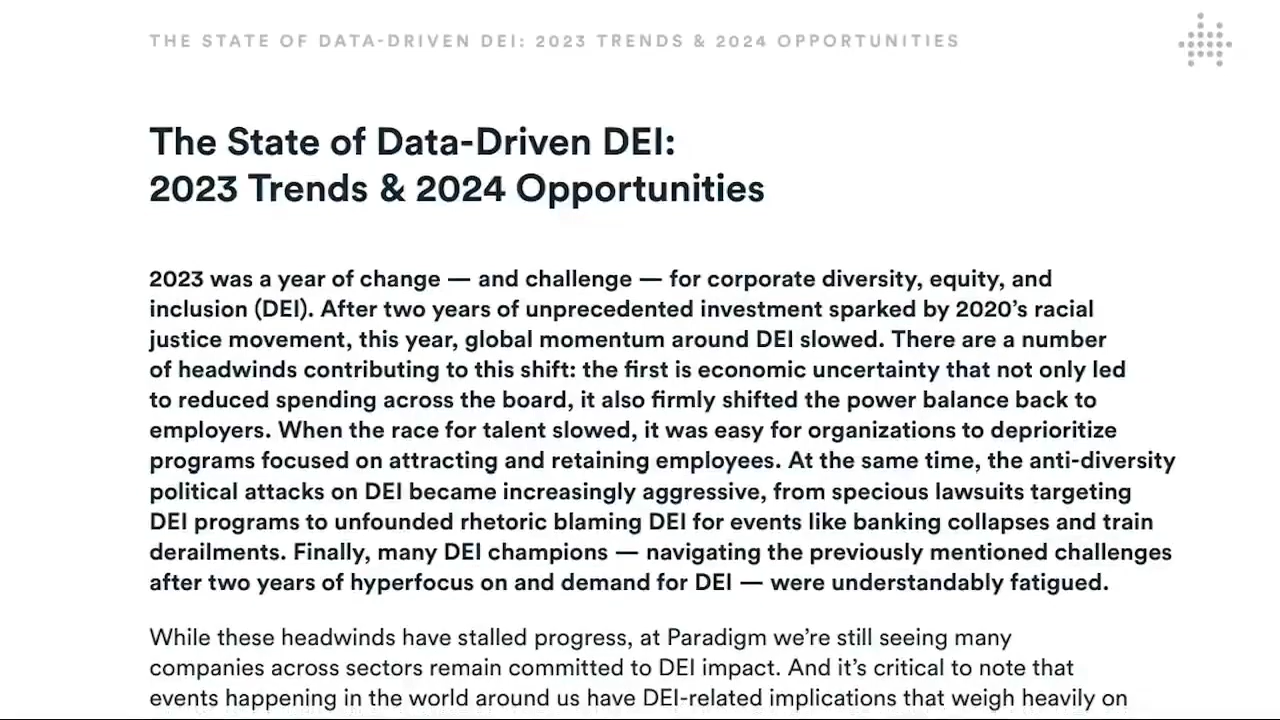 THE STATE OF DATA-DRIVEN DEI: 2023 TRENDS & 2024 OPPORTUNITIES
The State of Data-Driven DEI:
2023 Trends & 2024 Opportunities
2023 was a year of change — and challenge — for corporate diversity, equity, and
inclusion (DEI). After two years of unprecedented investment sparked by 2020’s racial
justice movement, this year, global momentum around DEI slowed. There are a number
of headwinds contributing to this shift: the first is economic uncertainty that not only led
to reduced spending across the board, it also firmly shifted the power balance back to
employers. When the race for talent slowed, it was easy for organizations to deprioritize
programs focused on attracting and retaining employees. At the same time, the anti-diversity
political attacks on DEI became increasingly aggressive, from specious lawsuits targeting
DEI programs to unfounded rhetoric blaming DEI for events like banking collapses and train
derailments. Finally, many DEI champions — navigating the previously mentioned challenges
after two years of hyperfocus on and demand for DEI — were understandably fatigued.
While these headwinds have stalled progress, at Paradigm we’re still seeing many
companies across sectors remain committed to DEI impact. And it’s critical to note that
events happening in the world around us have DEI-related implications that weigh heavily on